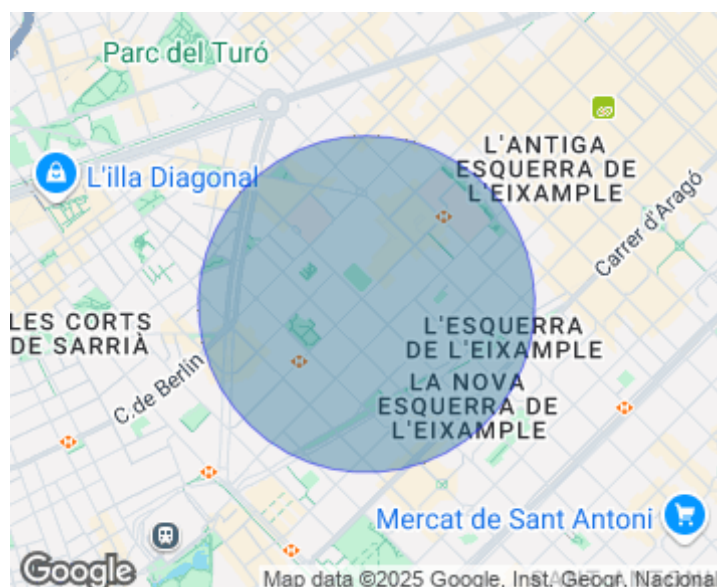 Parc del Turó
L'ANTIGA
ESQUERRA DE
L'EIXAMPLE
L'illa Diagonal
Carrer d'Aragó
LES CORTS
DE SARRIÀ
L'ESQUERRA
DE L'EIXAMPLE
C. de Berlín
LA NOVA
ESQUERRA DE
L'EIXAMPLE
Mercat de Sant Antoni
Google
Map data ©2025 Google, Inst. Geogr. Naciona